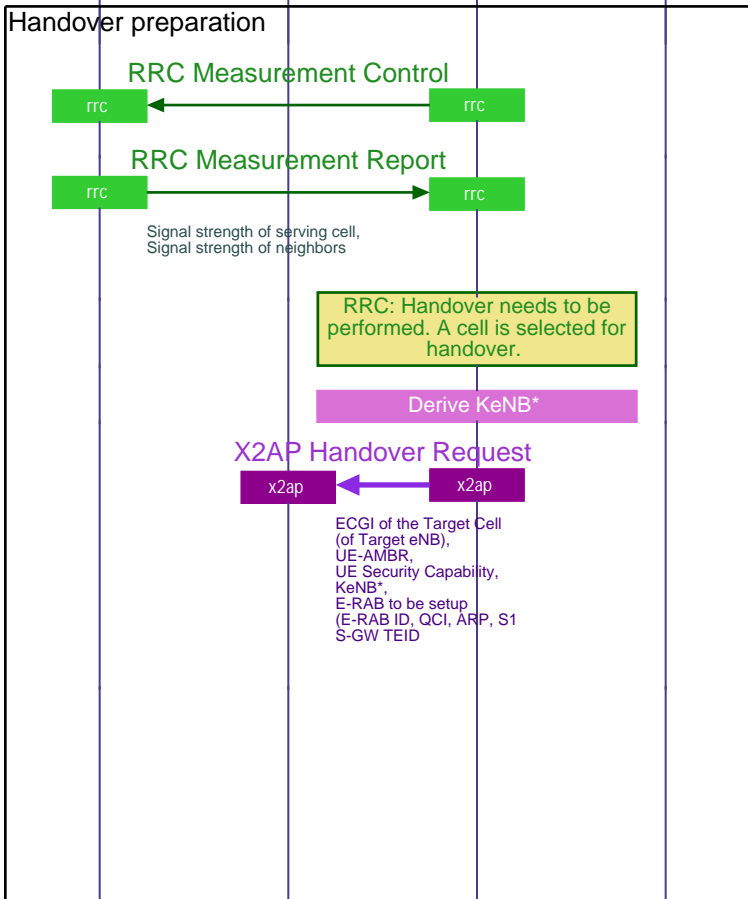 Handover preparation
RRC Measurement Control
rrc
rrc
RRC Measurement Report
rrc
rrc
Signal strength of serving cell,
Signal strength of neighbors
RRC: Handover needs to be
performed. A cell is selected for
handover.
Derive KeNB*
X2AP Handover Request
x2ap
x2ap
ECGI of the Target Cell
(of Target eNB),
UE-AMBR,
UE Security Capability,
KeNB*,
E-RAB to be setup
(E-RAB ID, QCI, ARP, S1
S-GW TEID